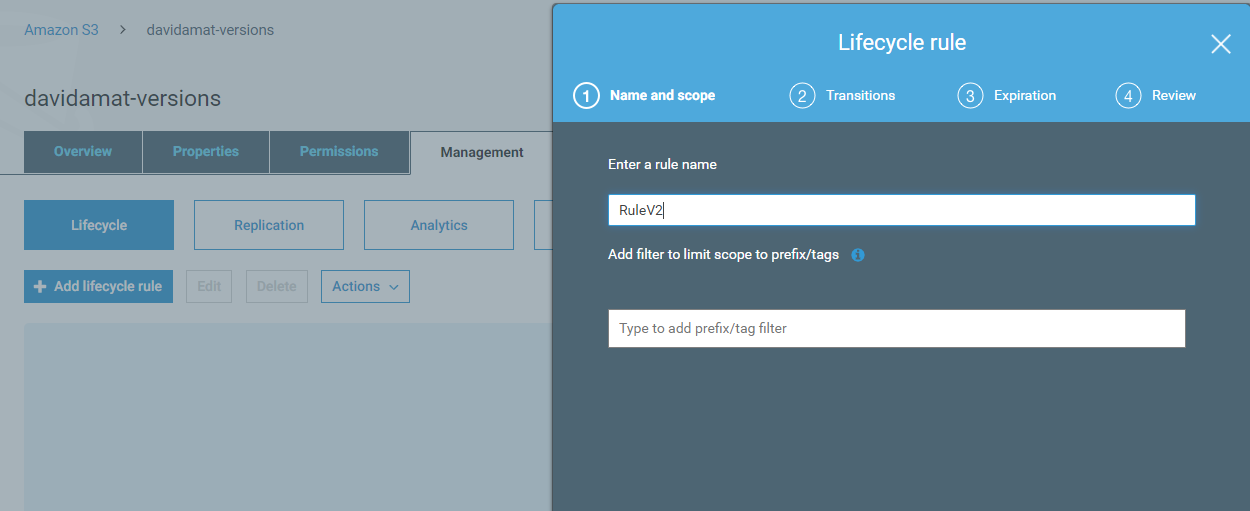 Amazon S3 > davidamat-versions
davidamat-versions
Overview Properties Permissions Management
Lifecycle Replication Analytics
+ Add lifecycle rule Edit Delete Actions
Lifecycle rule
1 Name and scope 2 Transitions 3 Expiration 4 Review
Enter a rule name
RuleV2
Add filter to limit scope to prefix/tags
Type to add prefix/tag filter